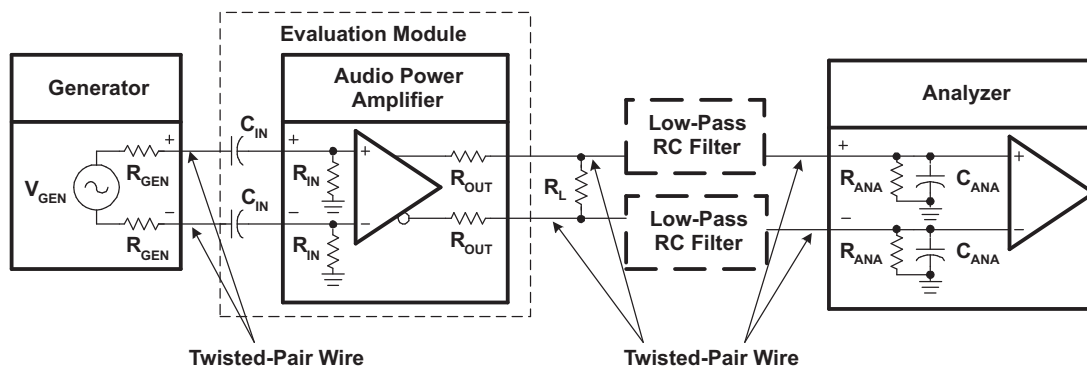 Evaluation Module
Generator
Audio Power
Amplifier
Low-Pass
RC Filter
Analyzer
C_IN
+
+
+
+
+
R_GEN
R_IN
R_OUT
R_ANA
C_ANA
V_GEN
R_L
C_IN
−
−
−
−
−
R_GEN
R_IN
R_OUT
Low-Pass
RC Filter
R_ANA
C_ANA
Twisted-Pair Wire
Twisted-Pair Wire